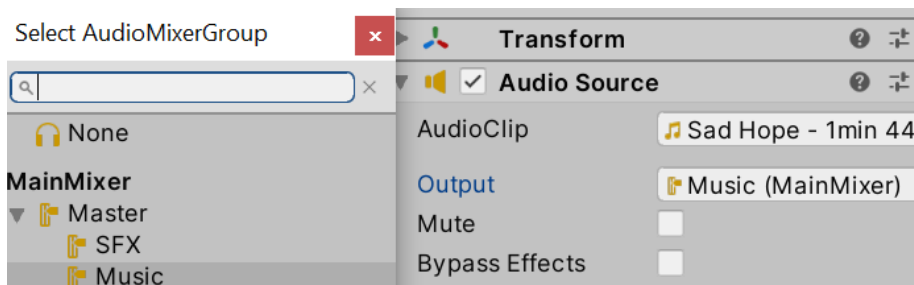 Select AudioMixerGroup
x
None
MainMixer
Master
SFX
Music
Transform
Audio Source
AudioClip
Sad Hope - 1min 44
Output
Music (MainMixer)
Mute
Bypass Effects